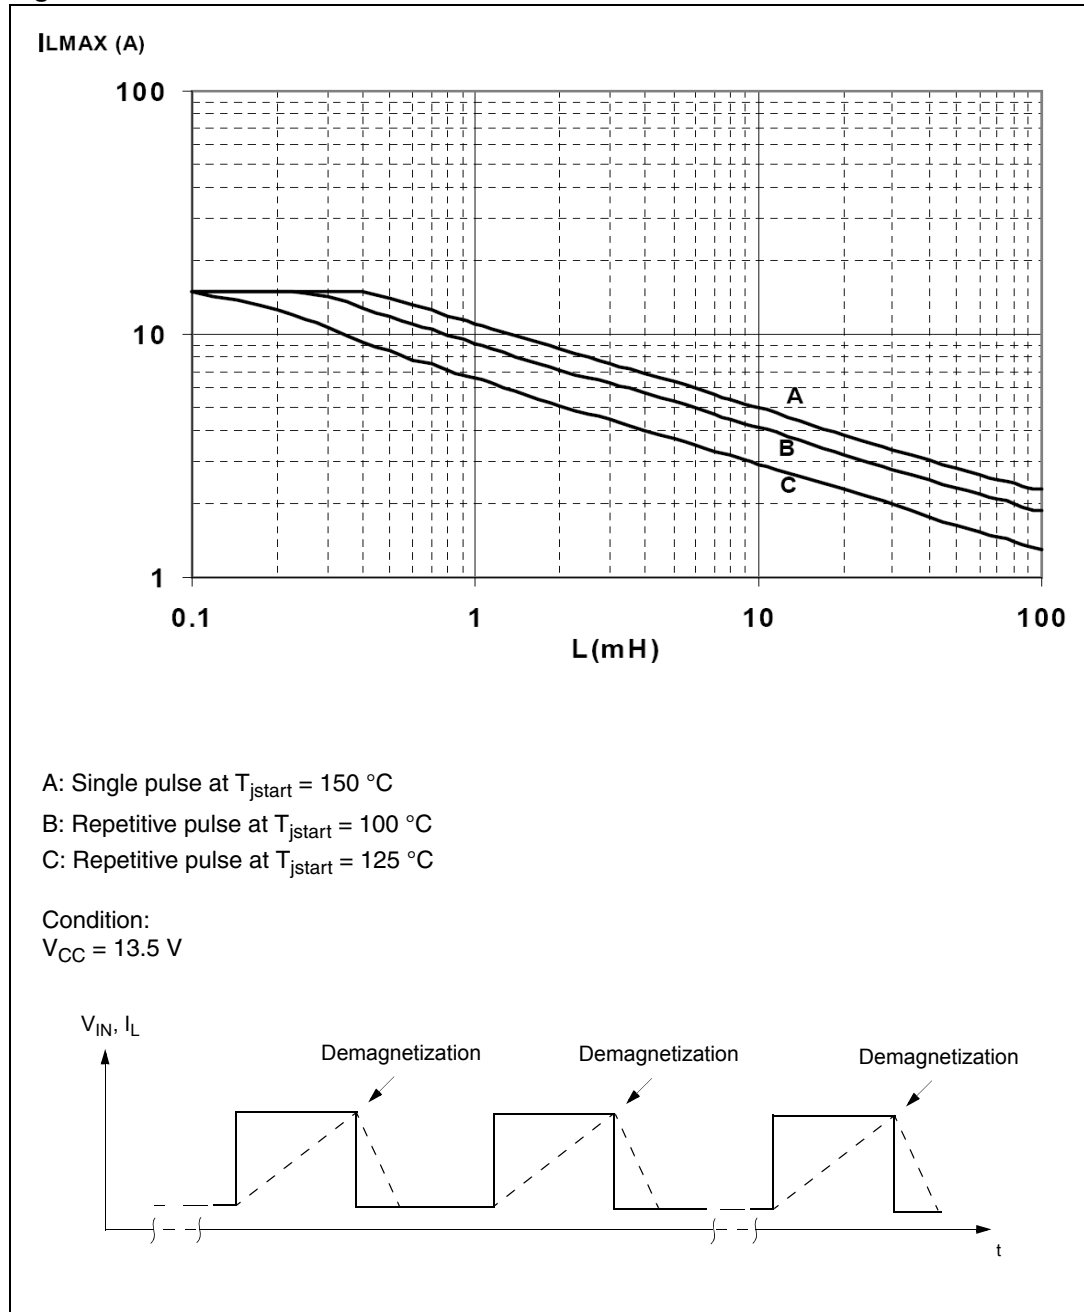 ILMAX (A)
100
10
1
A
B
C
0.1 1 10 100
L(mH)
A: Single pulse at Tjstart = 150 °C
B: Repetitive pulse at Tjstart = 100 °C
C: Repetitive pulse at Tjstart = 125 °C
Condition:
VCC = 13.5 V
VIN, IL
Demagnetization Demagnetization Demagnetization
t